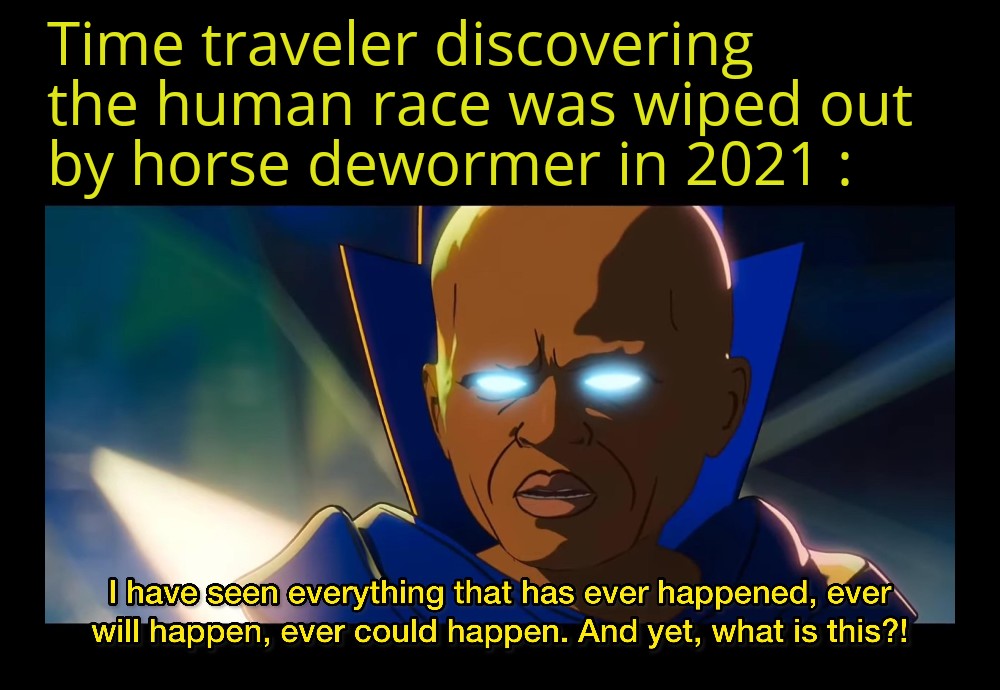 Time traveler discovering
the human race was wiped out
by horse dewormer in 2021 :
I have seen everything that has ever happened, ever
will happen, ever could happen. And yet, what is this?!